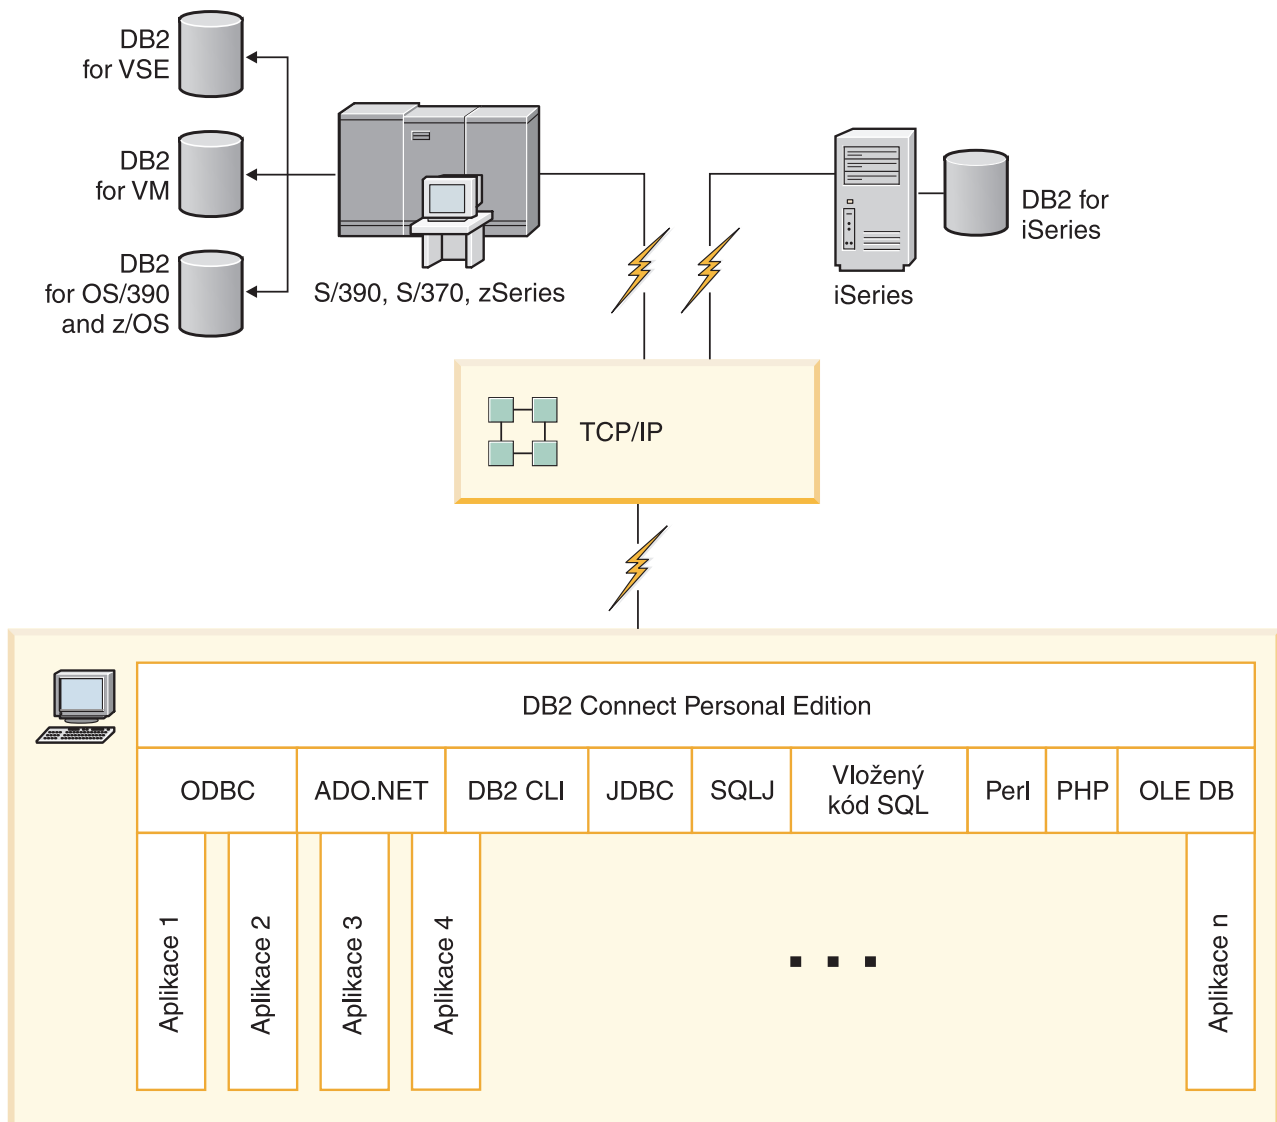 DB2
for VSE
DB2
for VM
DB2
for OS/390
and z/OS
S/390, S/370, zSeries
iSeries
DB2 for
iSeries
TCP/IP
DB2 Connect Personal Edition
ODBC
ADO.NET
DB2 CLI
JDBC
SQLJ
Vložený
kód SQL
Perl
PHP
OLE DB
Aplikace 1
Aplikace 2
Aplikace 3
Aplikace 4
Aplikace n